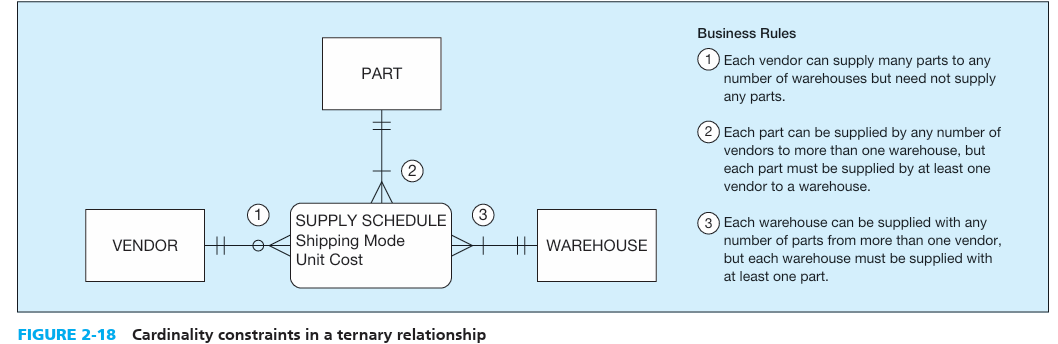 PART
2
1
3
VENDOR
SUPPLY SCHEDULE
Shipping Mode
Unit Cost
WAREHOUSE
Business Rules
1 Each vendor can supply many parts to any
number of warehouses but need not supply
any parts.
2 Each part can be supplied by any number of
vendors to more than one warehouse, but
each part must be supplied by at least one
vendor to a warehouse.
3 Each warehouse can be supplied with any
number of parts from more than one vendor,
but each warehouse must be supplied with
at least one part.
FIGURE 2-18 Cardinality constraints in a ternary relationship